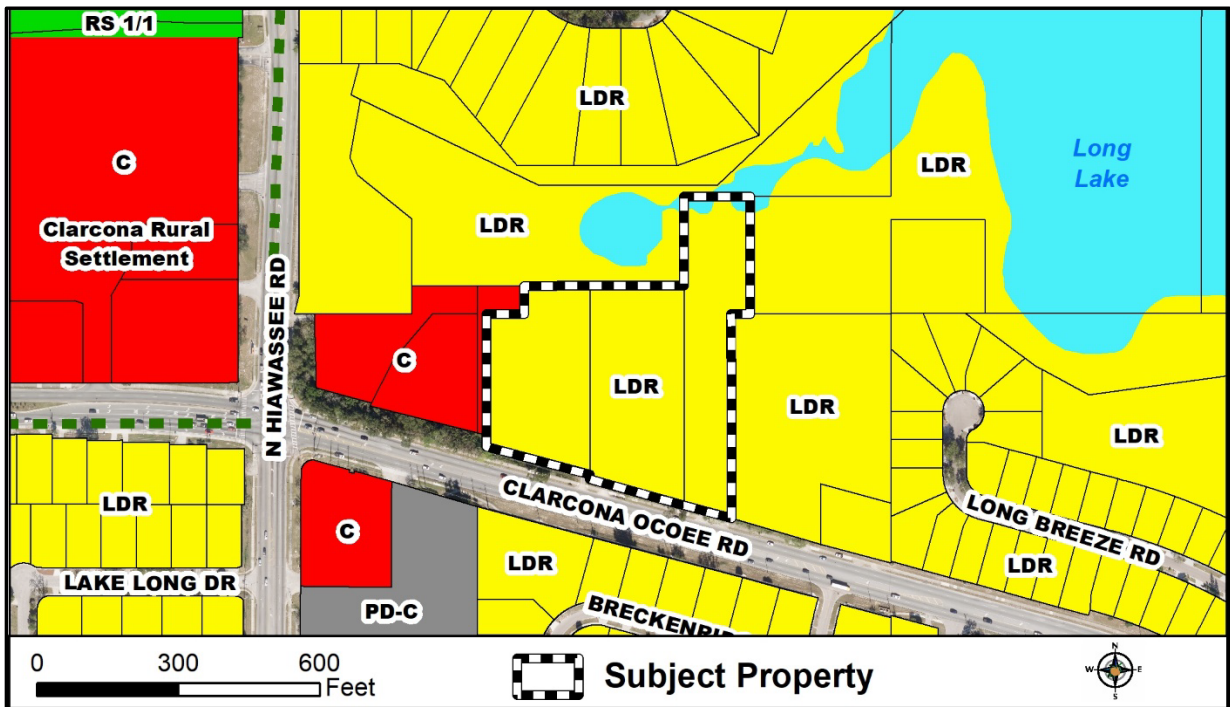 RS 1/1
LDR
C
Clarcona Rural
Settlement
LDR
LDR
Long
Lake
N HIAWASSEE RD
C
LDR
LDR
LDR
LDR
CLARCONA OCOEE RD
LONG BREEZE RD
C
LDR
LDR
LAKE LONG DR
PD-C
0
300
600
Feet
Subject Property
N
W
E
S